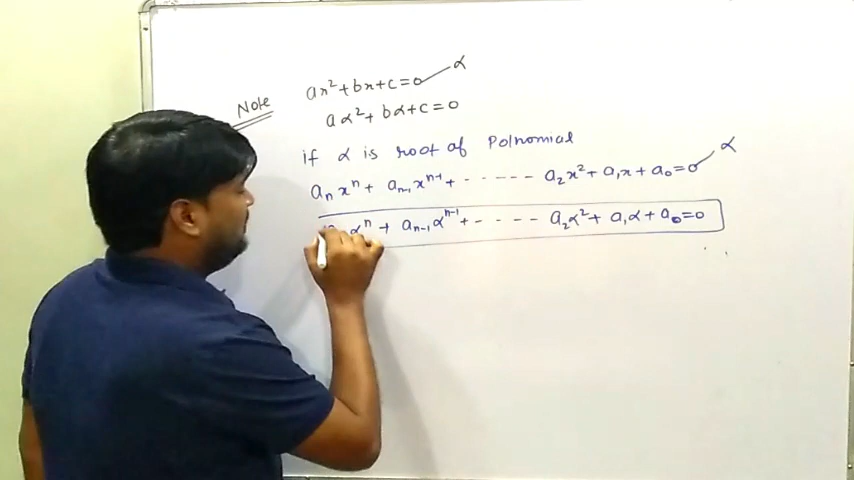 Note
ax²+bx+c=0 α
aα²+bα+c=0
if α is root of Polnomial
aₙxⁿ + aₙ₋₁xⁿ⁻¹ + ------ a₂x² + a₁x + a₀=0 α
αⁿ + aₙ₋₁αⁿ⁻¹ + ---- a₂α² + a₁α + a₀=0